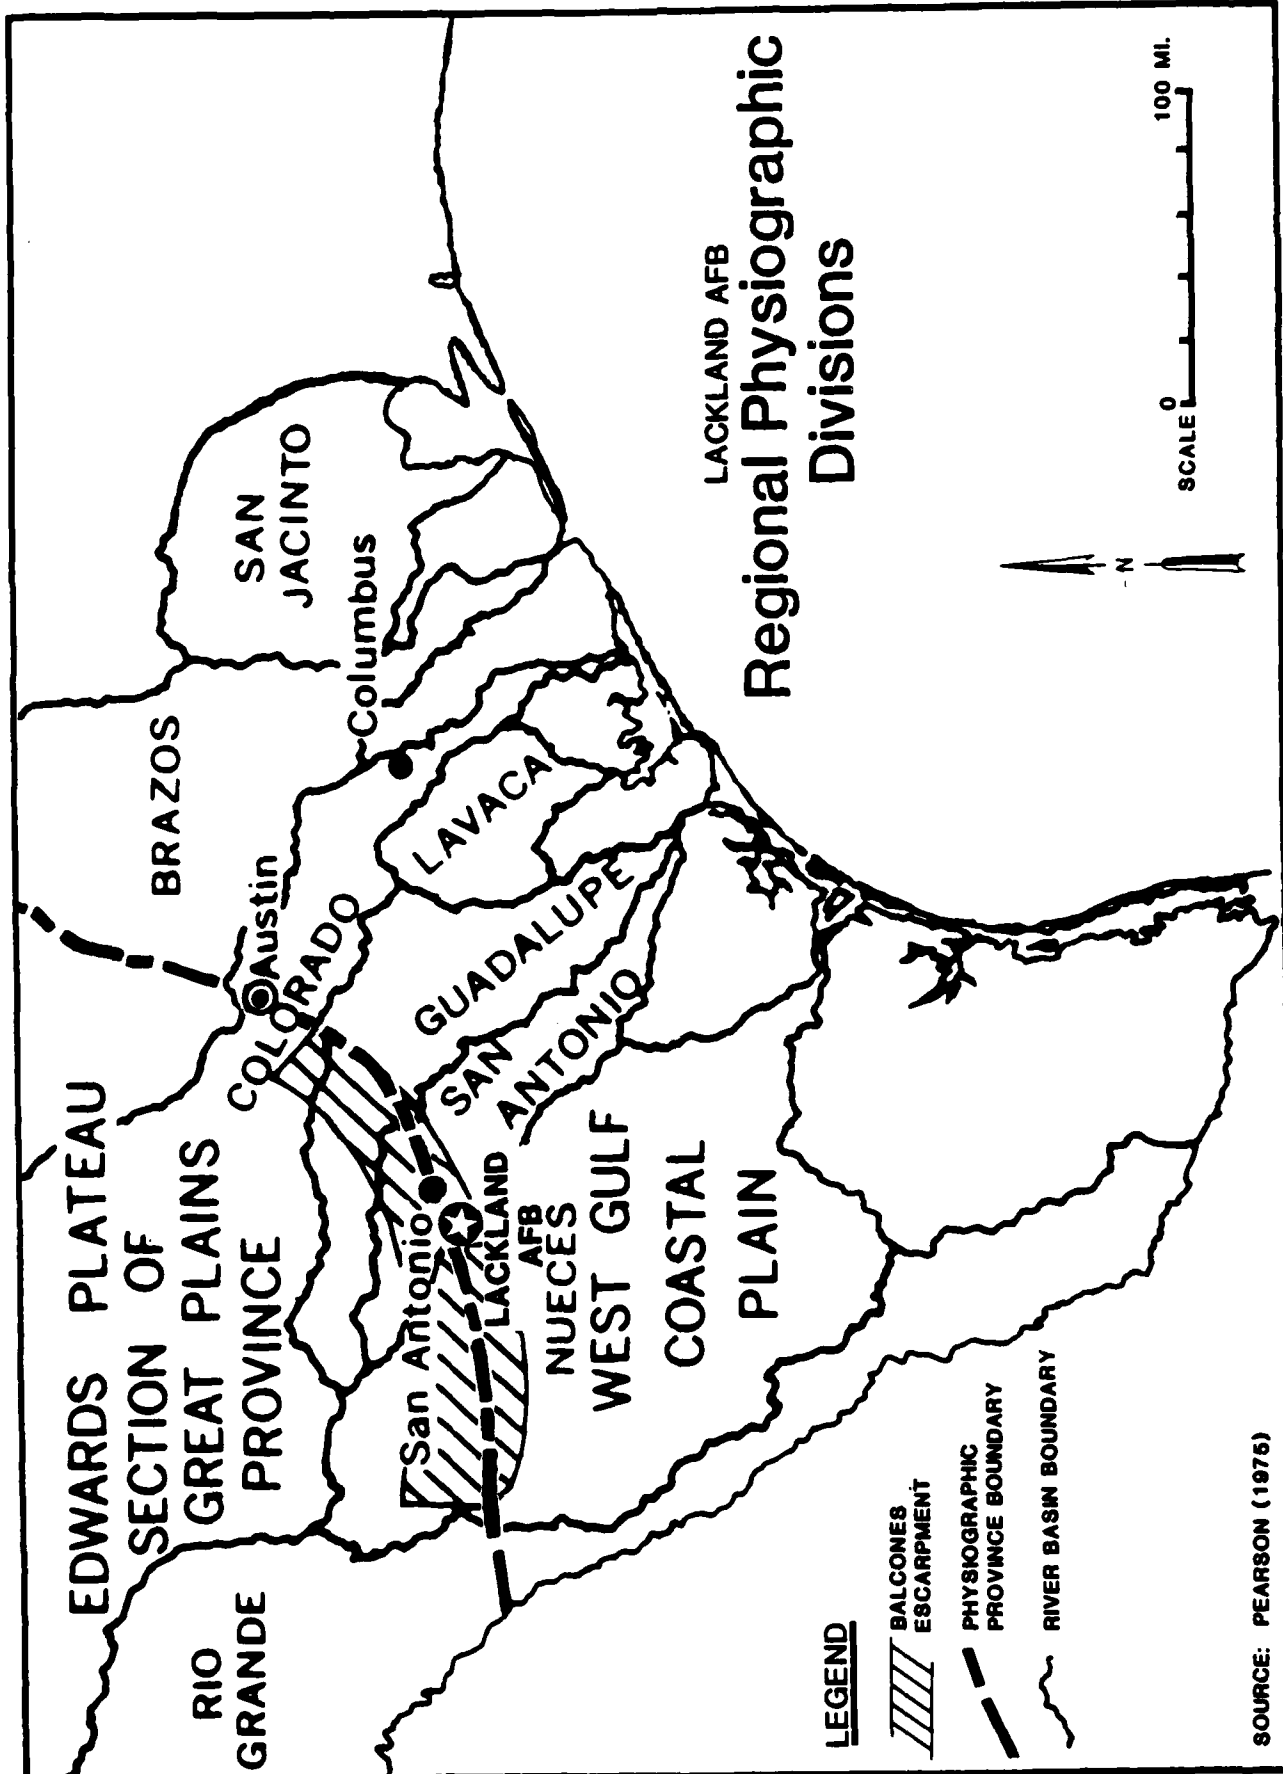 EDWARDS PLATEAU
SECTION OF
GREAT PLAINS
PROVINCE
RIO
GRANDE
BRAZOS
SAN
JACINTO
Columbus
Austin
COLORADO
LAVACA
GUADALUPE
SAN
ANTONIO
San Antonio
LACKLAND
AFB
NUECES
WEST GULF
COASTAL
PLAIN
LACKLAND AFB
Regional Physiographic
Divisions
LEGEND
BALCONES
ESCARPMENT
PHYSIOGRAPHIC
PROVINCE BOUNDARY
RIVER BASIN BOUNDARY
N
SCALE 0 100 MI.
SOURCE: PEARSON (1975)